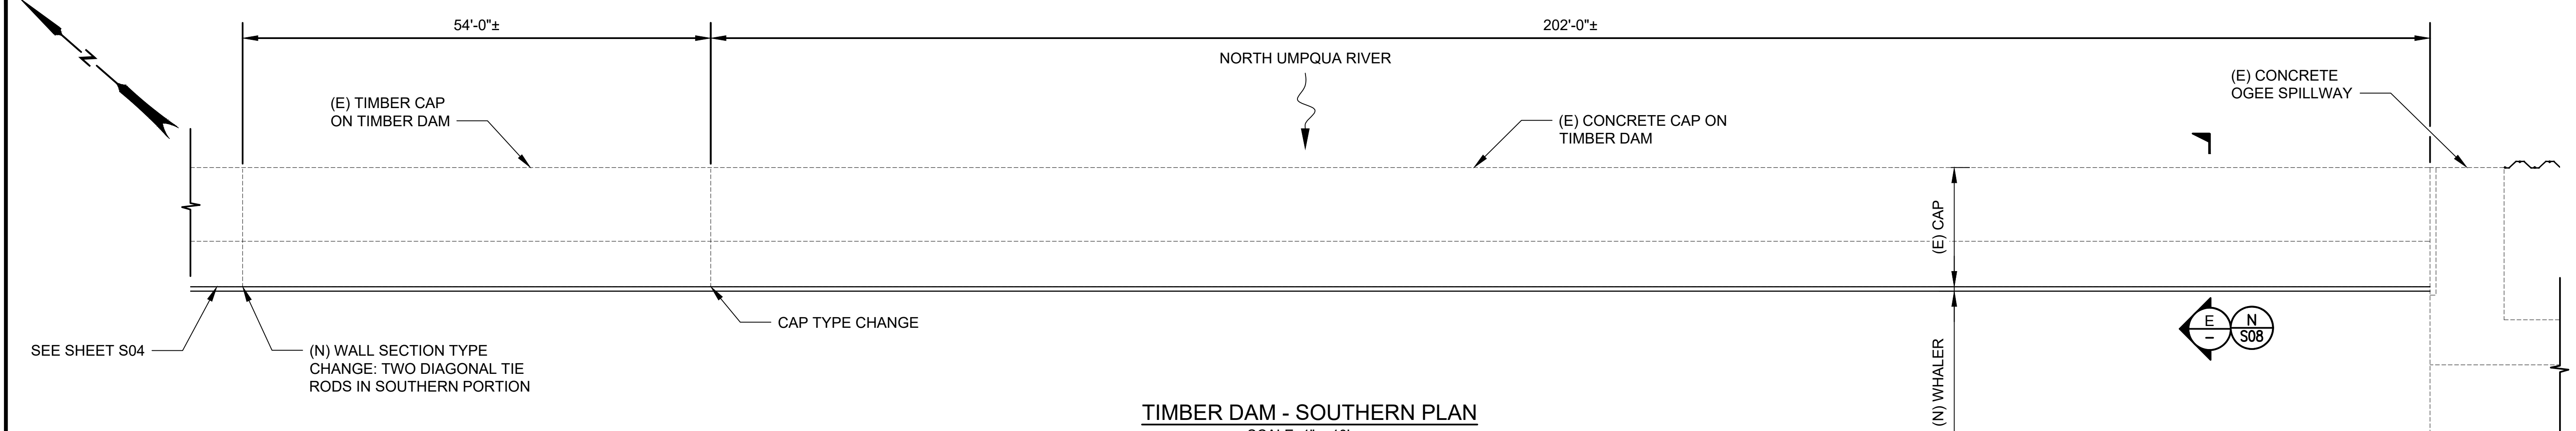 54'-0"±
202'-0"±
NORTH UMPQUA RIVER
N
(E) CONCRETE
OGEE SPILLWAY
(E) TIMBER CAP
ON TIMBER DAM
(E) CONCRETE CAP ON
TIMBER DAM
(E) CAP
CAP TYPE CHANGE
E
-
N
S08
SEE SHEET S04
(N) WALL SECTION TYPE
CHANGE: TWO DIAGONAL TIE
RODS IN SOUTHERN PORTION
(N) WHALER
TIMBER DAM - SOUTHERN PLAN